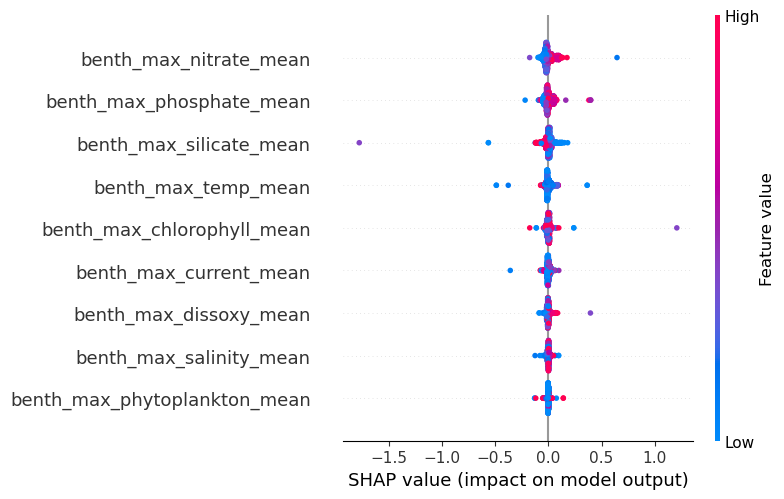 High
benth_max_nitrate_mean
benth_max_phosphate_mean
benth_max_silicate_mean
benth_max_temp_mean
benth_max_chlorophyll_mean
benth_max_current_mean
benth_max_dissoxy_mean
benth_max_salinity_mean
benth_max_phytoplankton_mean
Feature value
Low
−1.5 −1.0 −0.5 0.0 0.5 1.0
SHAP value (impact on model output)